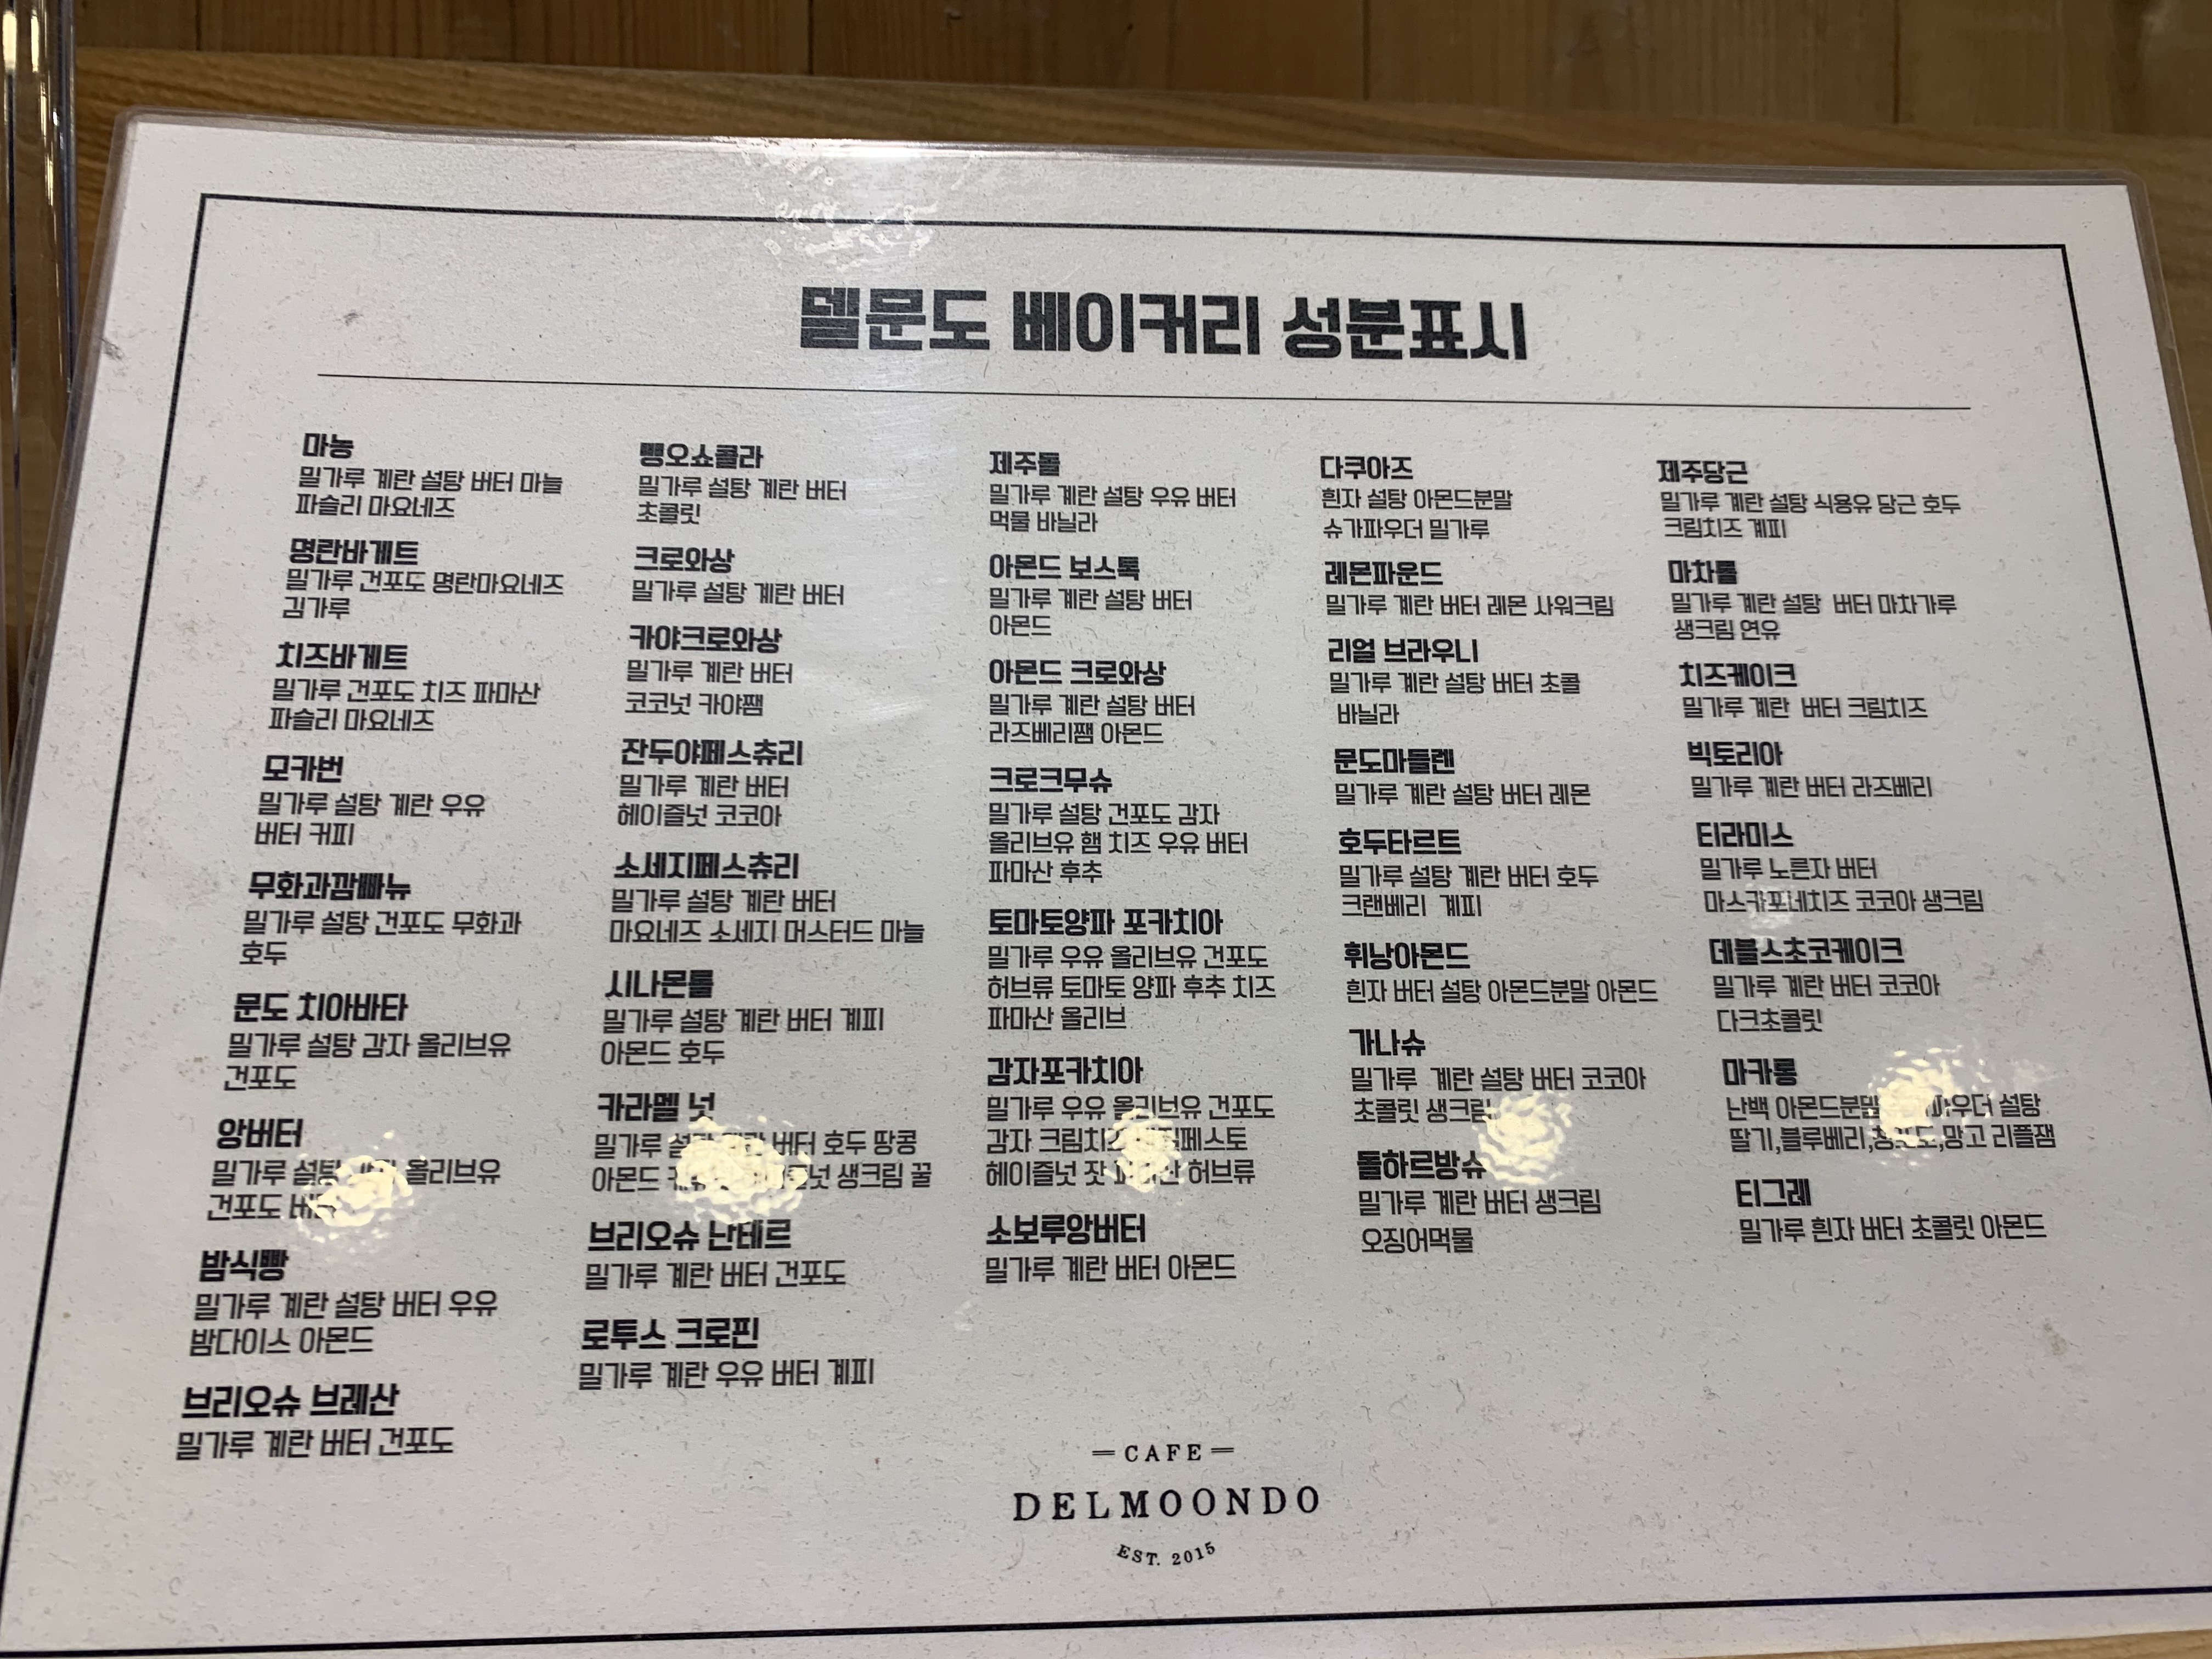 델문도 베이커리 성분표시
마농
밀가루 계란 설탕 버터 마늘
파슬리 마요네즈
명란바게트
밀가루 건포도 명란마요네즈
김가루
치즈바게트
밀가루 건포도 치즈 파마산
파슬리 마요네즈
모카번
밀가루 설탕 계란 우유
버터 커피
무화과깜빠뉴
밀가루 설탕 건포도 무화과
호두
문도 치아바타
밀가루 설탕 감자 올리브유
건포도
앙버터
밀가루 설탕 올리브유
건포도
밤식빵
밀가루 계란 설탕 버터 우유
밤다이스 아몬드
브리오슈 브레산
밀가루 계란 버터 건포도
뺑오쇼콜라
밀가루 설탕 계란 버터
초콜릿
크로와상
밀가루 설탕 계란 버터
카야크로와상
밀가루 계란 버터
코코넛 카야쨈
잔두야페스츄리
밀가루 계란 버터
헤이즐넛 코코아
소세지페스츄리
밀가루 설탕 계란 버터
마요네즈 소세지 머스터드 마늘
시나몬롤
밀가루 설탕 계란 버터 계피
아몬드 호두
카라멜 넛
밀가루 버터 호두 땅콩
아몬드 생크림 꿀
브리오슈 난테르
밀가루 계란 버터 건포도
로투스 크로핀
밀가루 계란 우유 버터 계피
제주롤
밀가루 계란 설탕 우유 버터
먹물 바닐라
아몬드 보스톡
밀가루 계란 설탕 버터
아몬드
아몬드 크로와상
밀가루 계란 설탕 버터
라즈베리쨈 아몬드
크로크무슈
밀가루 설탕 건포도 감자
올리브유 햄 치즈 우유 버터
파마산 후추
토마토양파 포카치아
밀가루 우유 올리브유 건포도
허브류 토마토 양파 후추 치즈
파마산 올리브
감자포카치아
밀가루 우유 올리브유 건포도
감자 크림치즈
헤이즐넛 잣 허브류
소보루앙버터
밀가루 계란 버터 아몬드
다쿠아즈
흰자 설탕 아몬드분말
슈가파우더 밀가루
레몬파운드
밀가루 계란 버터 레몬 사워크림
리얼 브라우니
밀가루 계란 설탕 버터 초콜
바닐라
문도마들렌
밀가루 계란 설탕 버터 레몬
호두타르트
밀가루 설탕 계란 버터 호두
크랜베리 계피
휘낭아몬드
흰자 버터 설탕 아몬드분말 아몬드
가나슈
밀가루 계란 설탕 버터 코코아
초콜릿 생크림
돌하르방슈
밀가루 계란 버터 생크림
오징어먹물
제주당근
밀가루 계란 설탕 식용유 당근 호두
크림치즈 계피
마차롤
밀가루 계란 설탕 버터 마차가루
생크림 연유
치즈케이크
밀가루 계란 버터 크림치즈
빅토리아
밀가루 계란 버터 라즈베리
티라미스
밀가루 노른자 버터
마스카포네치즈 코코아 생크림
데블스초코케이크
밀가루 계란 버터 코코아
다크초콜릿
마카롱
난백 설탕
딸기,블루베리, 망고 리플잼
티그레
밀가루 흰자 버터 초콜릿 아몬드
CAFE
DELMOONDO
EST. 2015